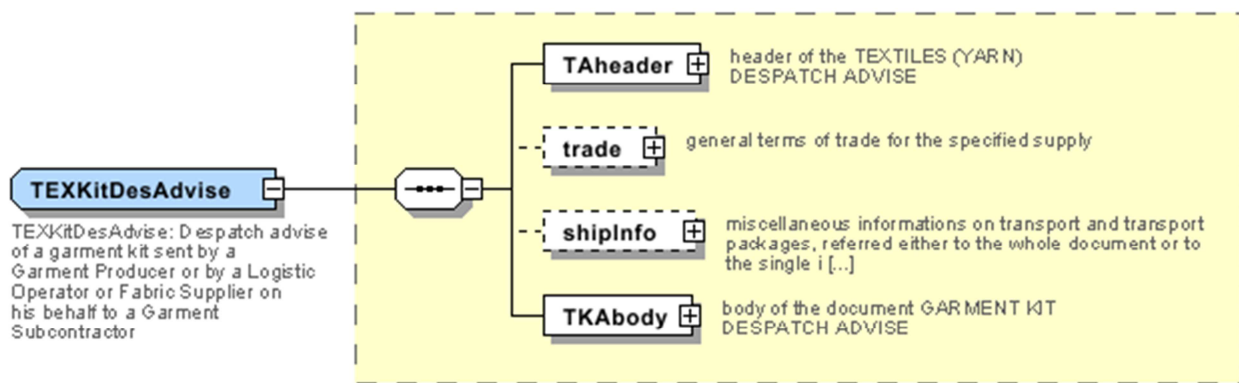 TAheader
header of the TEXTILES (YARN)
DESPATCH ADVISE
trade
general terms of trade for the specified supply
TEXKitDesAdvise
TEXKitDesAdvise: Despatch advise
of a garment kit sent by a
Garment Producer or by a Logistic
Operator or Fabric Supplier on
his behalf to a Garment
Subcontractor
shipInfo
miscellaneous informations on transport and transport
packages, referred either to the whole document or to
the single i [...]
TKAbody
body of the document GARMENT KIT
DESPATCH ADVISE